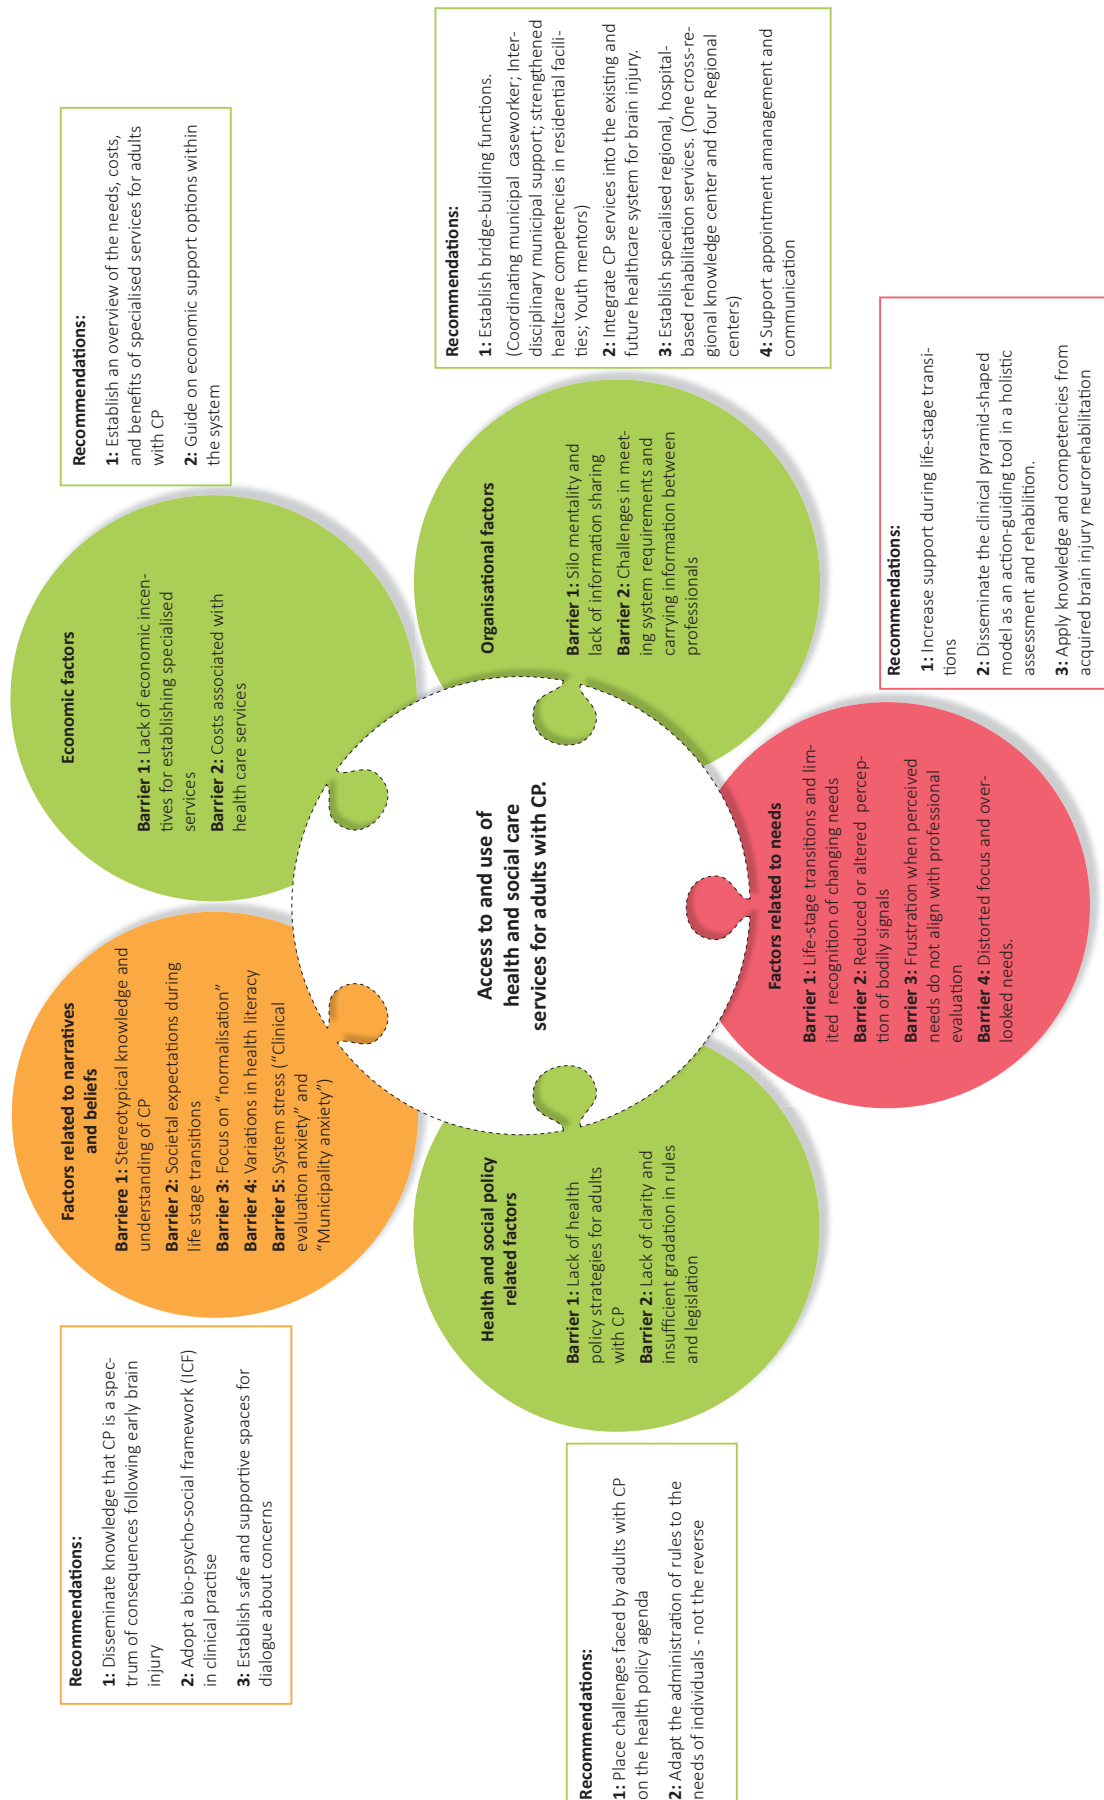 Recommendations:
1: Disseminate knowledge that CP is a spec-
trum of consequences following early brain
injury
2: Adopt a bio-psycho-social framework (ICF)
in clinical practise
3: Establish safe and supportive spaces for
dialogue about concerns
Factors related to narratives
and beliefs
Barriere 1: Stereotypical knowledge and
understanding of CP
Barrier 2: Societal expectations during
life stage transitions
Barrier 3: Focus on “normalisation”
Barrier 4: Variations in health literacy
Barrier 5: System stress (“Clinical
evaluation anxiety” and
“Municipality anxiety”)
Economic factors
Barrier 1: Lack of economic incen-
tives for establishing specialised
services
Barrier 2: Costs associated with
health care services
Recommendations:
1: Establish an overview of the needs, costs,
and benefits of specialised services for adults
with CP
2: Guide on economic support options within
the system
Access to and use of
health and social care
services for adults with CP.
Recommendations:
1: Place challenges faced by adults with CP
on the health policy agenda
2: Adapt the administration of rules to the
needs of individuals - not the reverse
Health and social policy
related factors
Barrier 1: Lack of health
policy strategies for adults
with CP
Barrier 2: Lack of clarity and
insufficient gradation in rules
and legislation
Organisational factors
Barrier 1: Silo mentality and
lack of information sharing
Barrier 2: Challenges in meet-
ing system requirements and
carrying information between
professionals
Recommendations:
1: Establish bridge-building functions.
(Coordinating municipal caseworker; Inter-
disciplinary municipal support; strengthened
healtcare competencies in residential facili-
ties; Youth mentors)
2: Integrate CP services into the existing and
future healthcare system for brain injury.
3: Establish specialised regional, hospital-
based rehabilitation services. (One cross-re-
gional knowledge center and four Regional
centers)
4: Support appointment amanagement and
communication
Factors related to needs
Barrier 1: Life-stage transitions and lim-
ited recognition of changing needs
Barrier 2: Reduced or altered percep-
tion of bodily signals
Barrier 3: Frustration when perceived
needs do not align with professional
evaluation
Barrier 4: Distorted focus and over-
looked needs.
Recommendations:
1: Increase support during life-stage transi-
tions
2: Disseminate the clinical pyramid-shaped
model as an action-guiding tool in a holistic
assessment and rehabilition.
3: Apply knowledge and competencies from
acquired brain injury neurorehabilitation